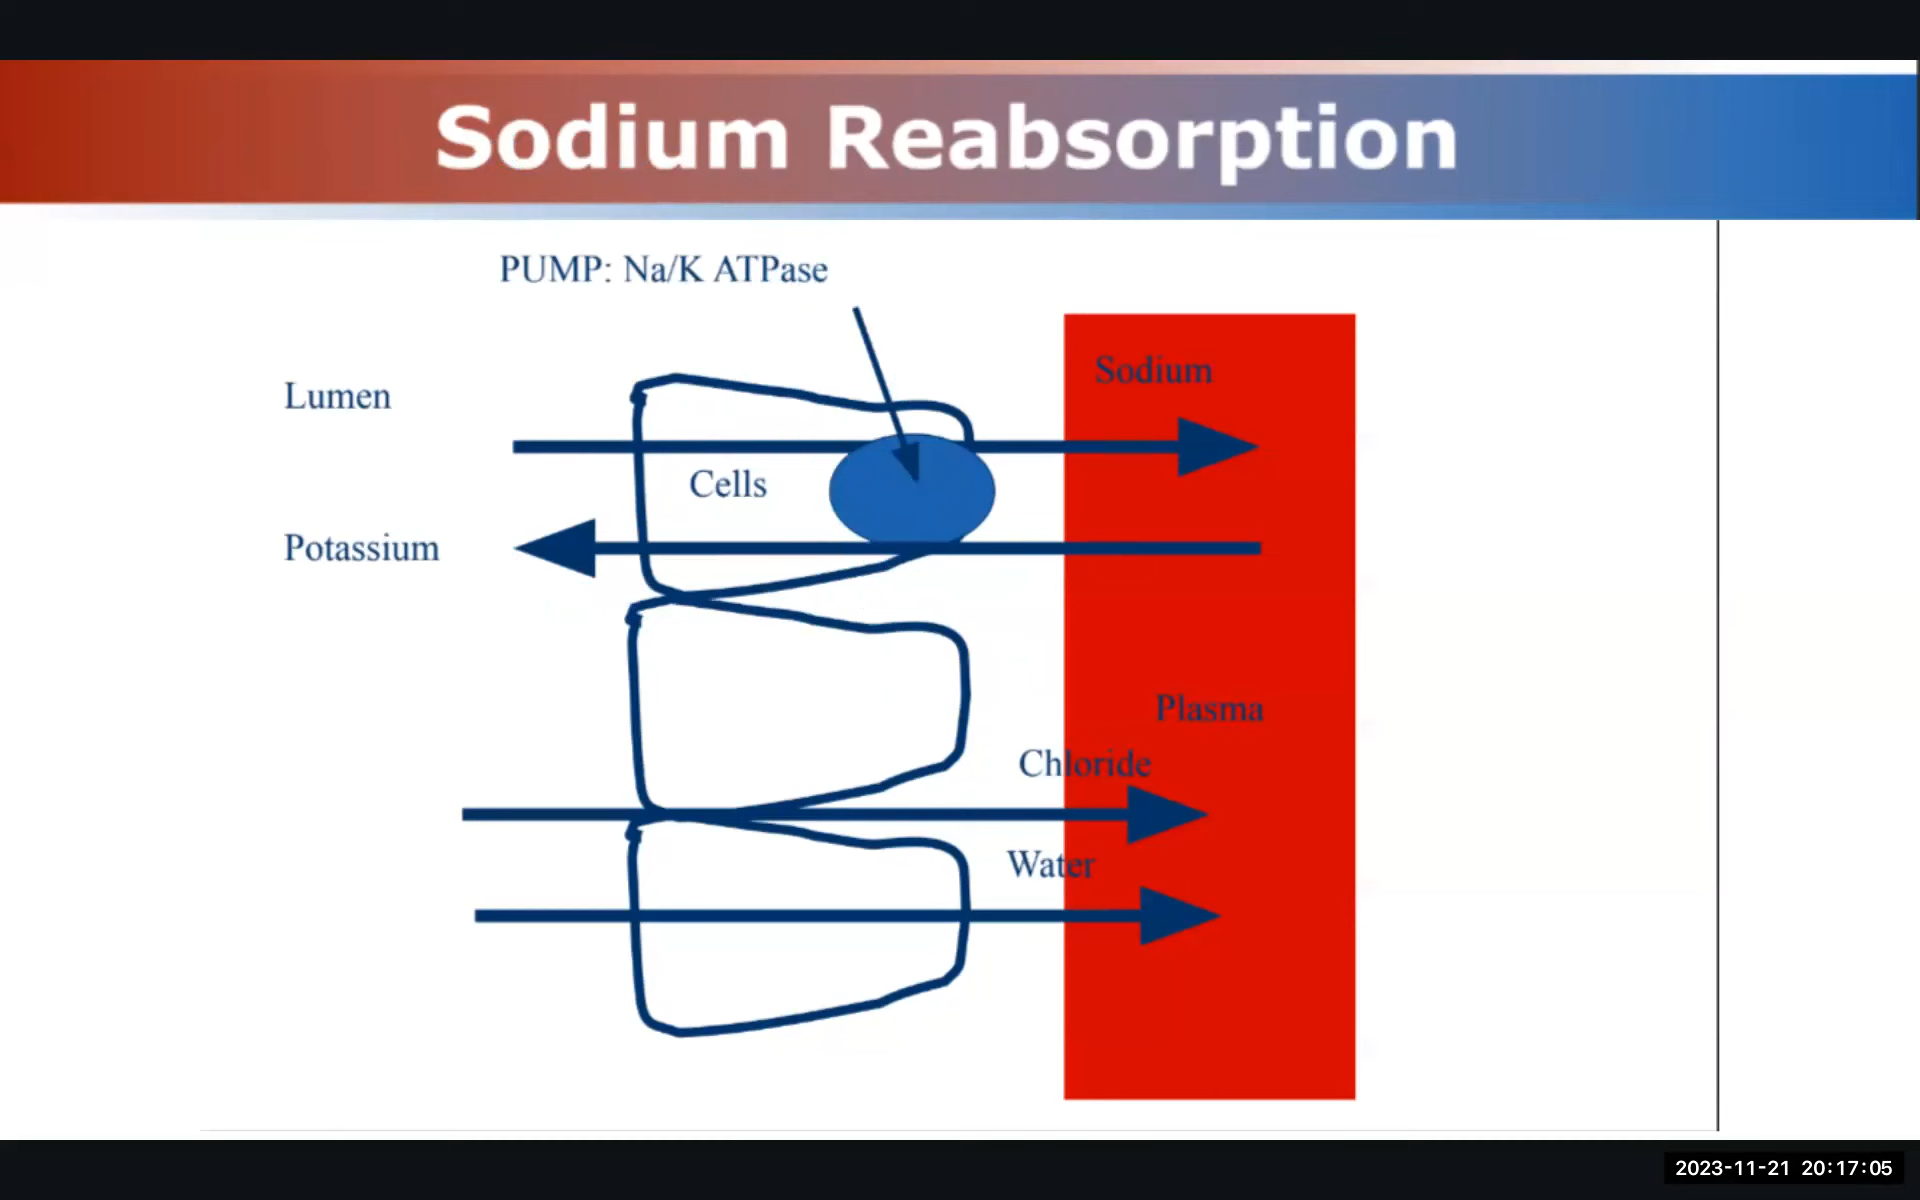 Sodium Reabsorption
PUMP: Na/K ATPase
Sodium
Lumen
Cells
Potassium
Plasma
Chloride
Water
2023-11-21 20:17:05